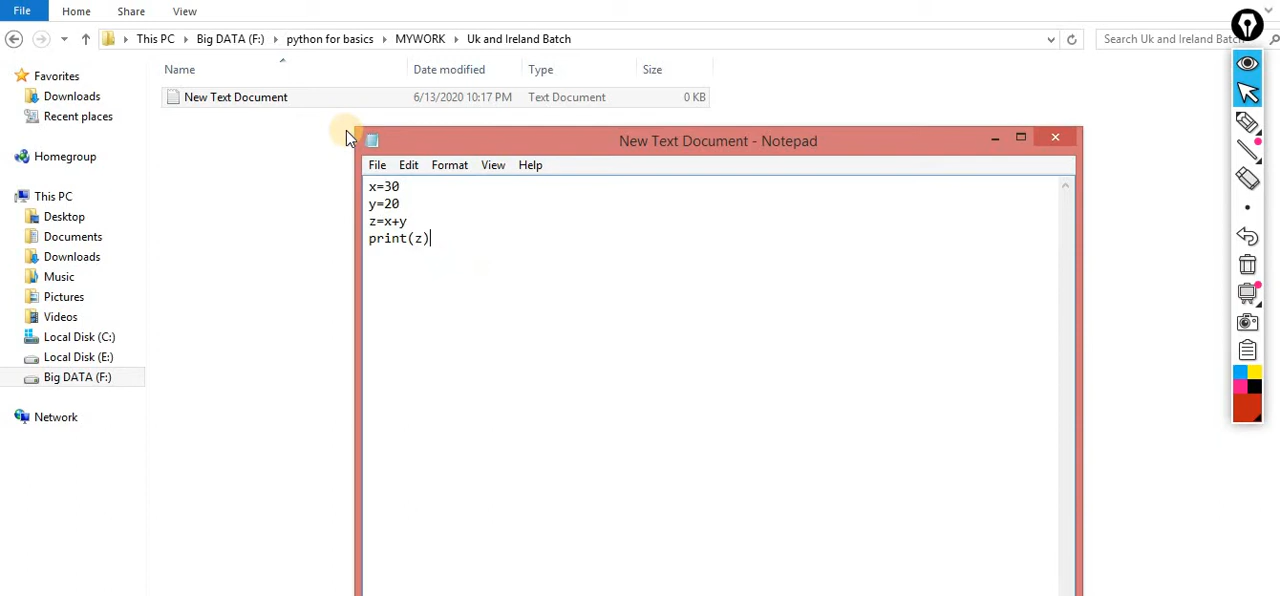 File Home Share View
This PC Big DATA (F:) python for basics MYWORK Uk and Ireland Batch Search Uk and Ireland Batch
Name Date modified Type Size
New Text Document 6/13/2020 10:17 PM Text Document 0 KB
Favorites
Downloads
Recent places
Homegroup
This PC
Desktop
Documents
Downloads
Music
Pictures
Videos
Local Disk (C:)
Local Disk (E:)
Big DATA (F:)
Network
New Text Document - Notepad
File Edit Format View Help
x=30
y=20
z=x+y
print(z)